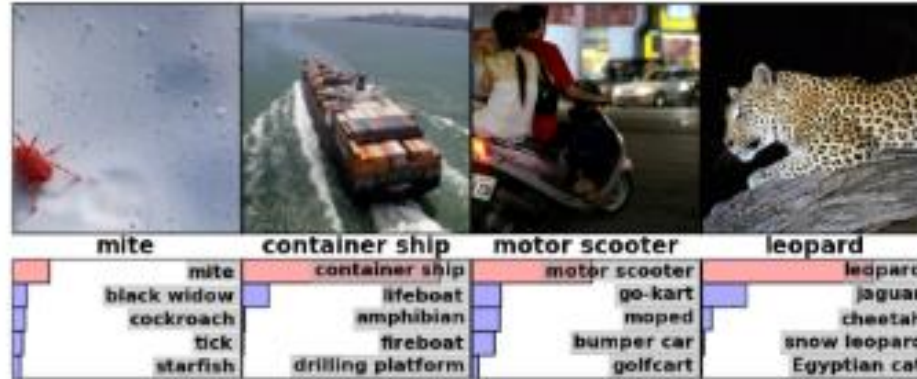 mite
container ship
motor scooter
leopard
mite
black widow
cockroach
tick
starfish
container ship
lifeboat
amphibian
fireboat
drilling platform
motor scooter
go-kart
moped
bumper car
golfcart
leopard
jaguar
cheetah
snow leopard
Egyptian cat